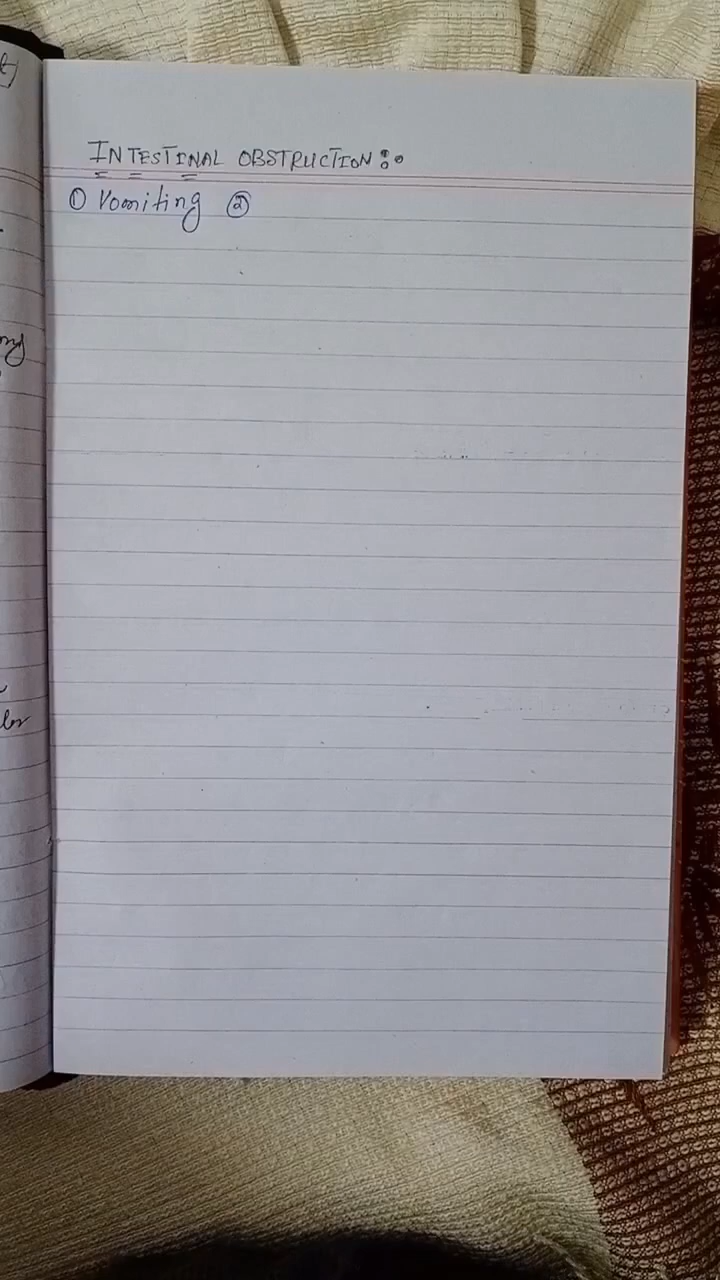 INTESTINAL OBSTRUCTION :-
① Vomiting ②